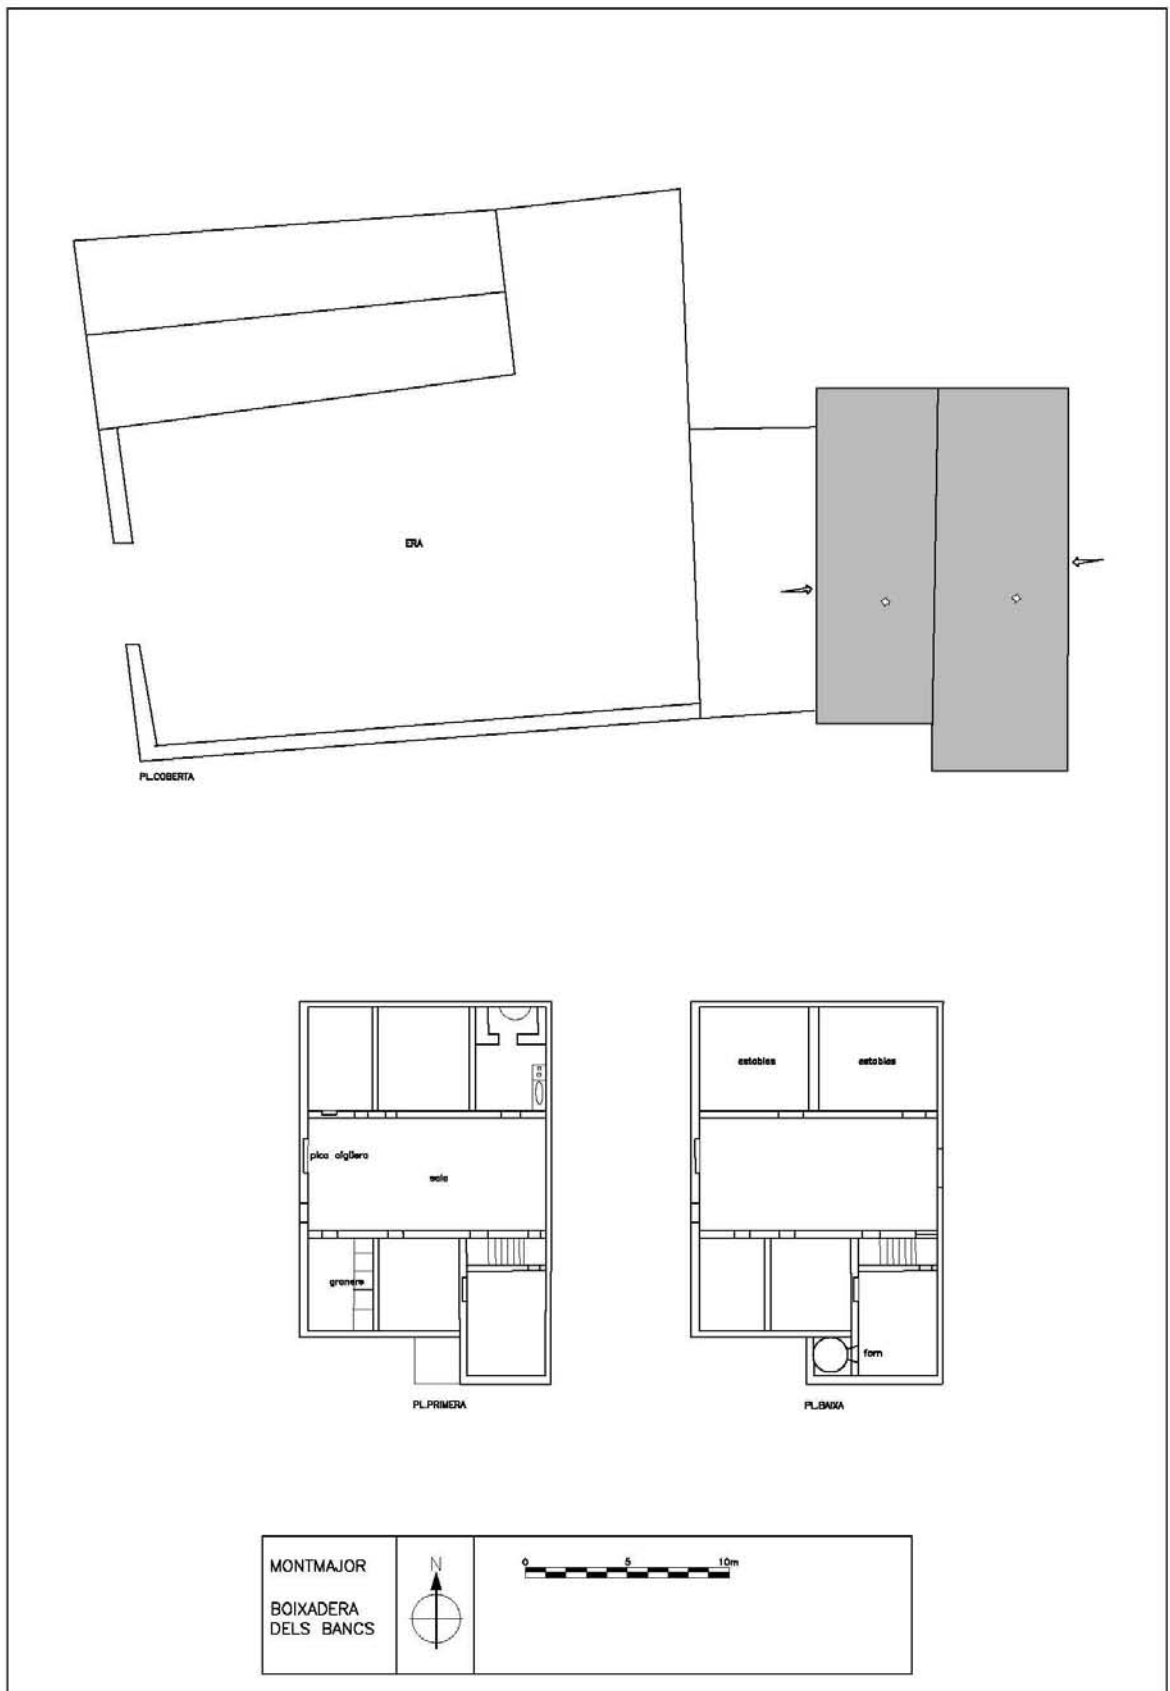 ERA
PL.COBERTA
pica aigüera
sala
graners
PL.PRIMERA
estables
estables
forn
PL.BAIXA
MONTMAJOR
BOIXADERA
DELS BANCS
N
0 5 10m